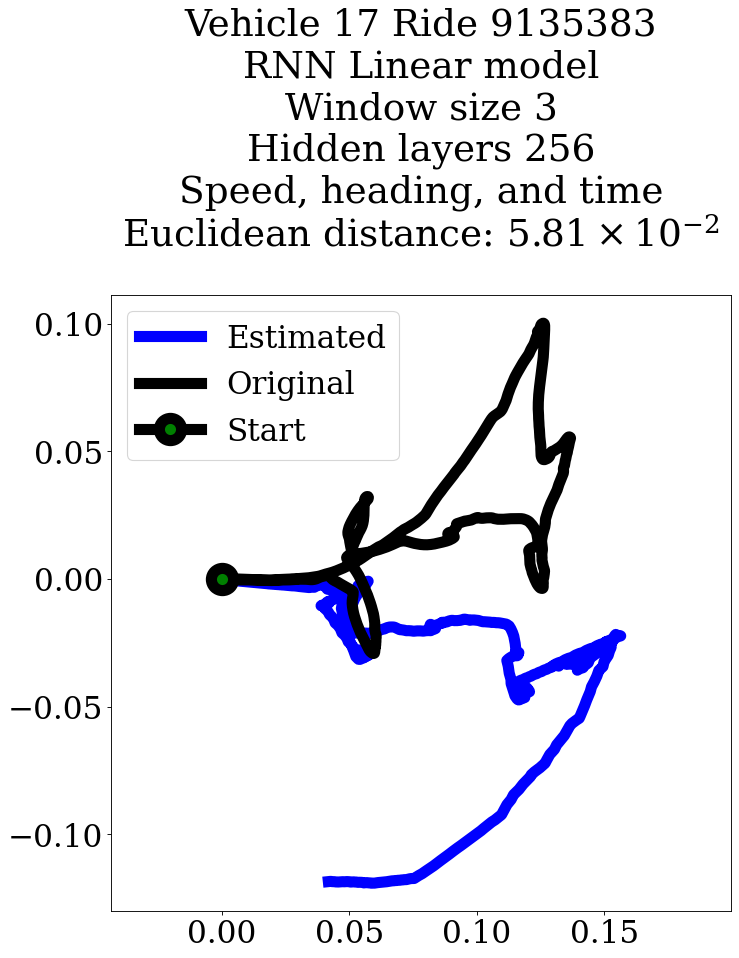 Vehicle 17 Ride 9135383
RNN Linear model
Window size 3
Hidden layers 256
Speed, heading, and time
Euclidean distance: 5.81 × 10⁻²
Estimated
Original
Start
0.10
0.05
0.00
−0.05
−0.10
0.00 0.05 0.10 0.15